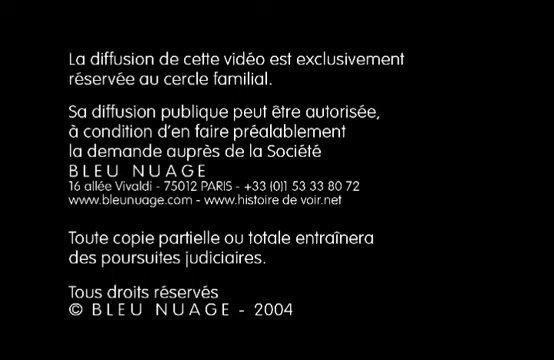 La diffusion de cette vidéo est exclusivement
réservée au cercle familial.
Sa diffusion publique peut être autorisée,
à condition d'en faire préalablement
la demande auprès de la Société
BLEU NUAGE
16 allée Vivaldi - 75012 PARIS - +33 (0)1 53 33 80 72
www.bleunuage.com - www.histoire de voir.net
Toute copie partielle ou totale entraînera
des poursuites judiciaires.
Tous droits réservés
© BLEU NUAGE - 2004